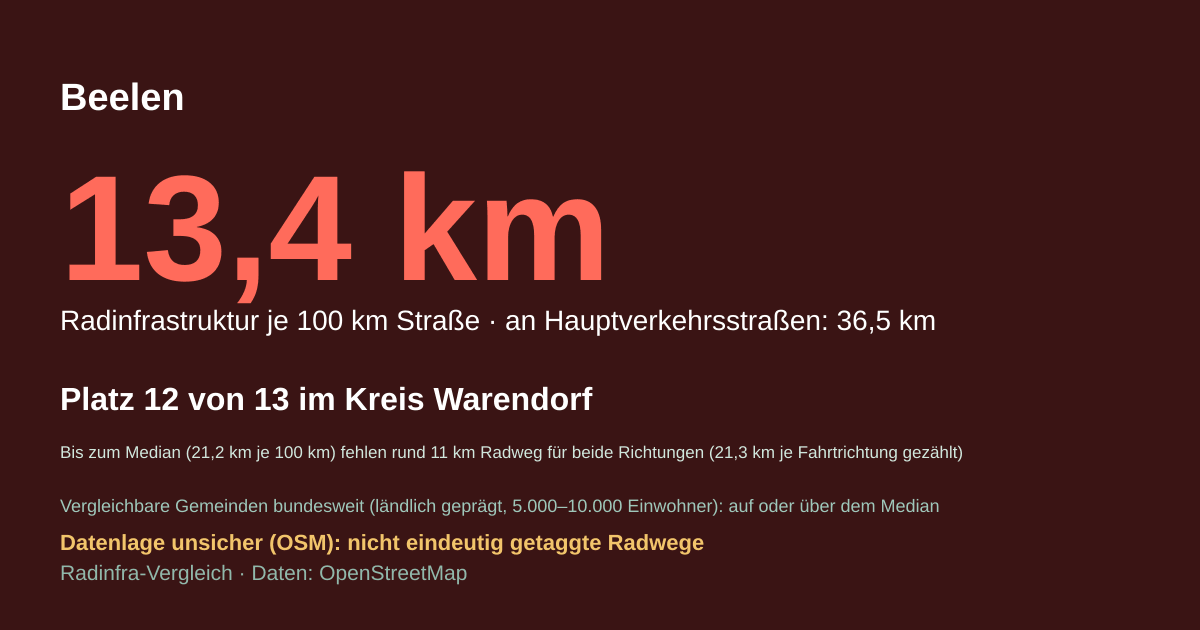 Beelen
13,4 km
Radinfrastruktur je 100 km Straße · an Hauptverkehrsstraßen: 36,5 km
Platz 12 von 13 im Kreis Warendorf
Bis zum Median (21,2 km je 100 km) fehlen rund 11 km Radweg für beide Richtungen (21,3 km je Fahrtrichtung gezählt)
Vergleichbare Gemeinden bundesweit (ländlich geprägt, 5.000–10.000 Einwohner): auf oder über dem Median
Datenlage unsicher (OSM): nicht eindeutig getaggte Radwege
Radinfra-Vergleich · Daten: OpenStreetMap